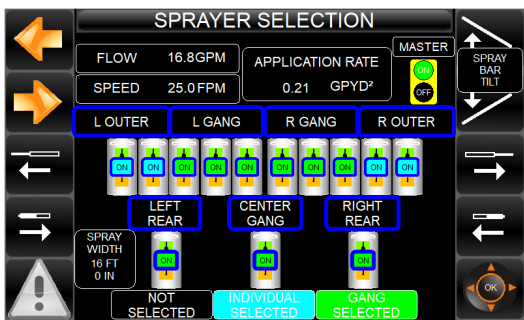 SPRAYER SELECTION
FLOW 16.8GPM
SPEED 25.0FPM
APPLICATION RATE
0.21 GPYD²
MASTER
ON
OFF
SPRAY
BAR
TILT
L OUTER L GANG R GANG R OUTER
ON ON ON ON ON ON ON ON ON ON
LEFT
REAR
CENTER
GANG
RIGHT
REAR
SPRAY
WIDTH
16 FT
0 IN
ON ON ON
NOT
SELECTED
INDIVIDUAL
SELECTED
GANG
SELECTED
OK